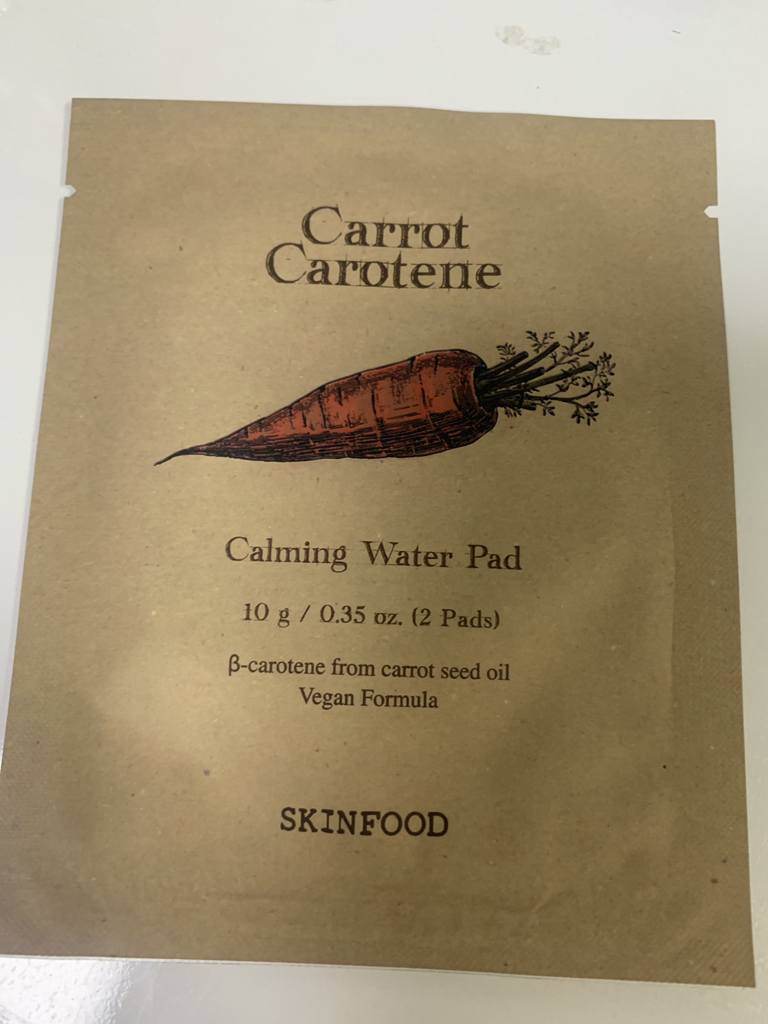 Carrot
Carotene
Calming Water Pad
10 g / 0.35 oz. (2 Pads)
β-carotene from carrot seed oil
Vegan Formula
SKINFOOD